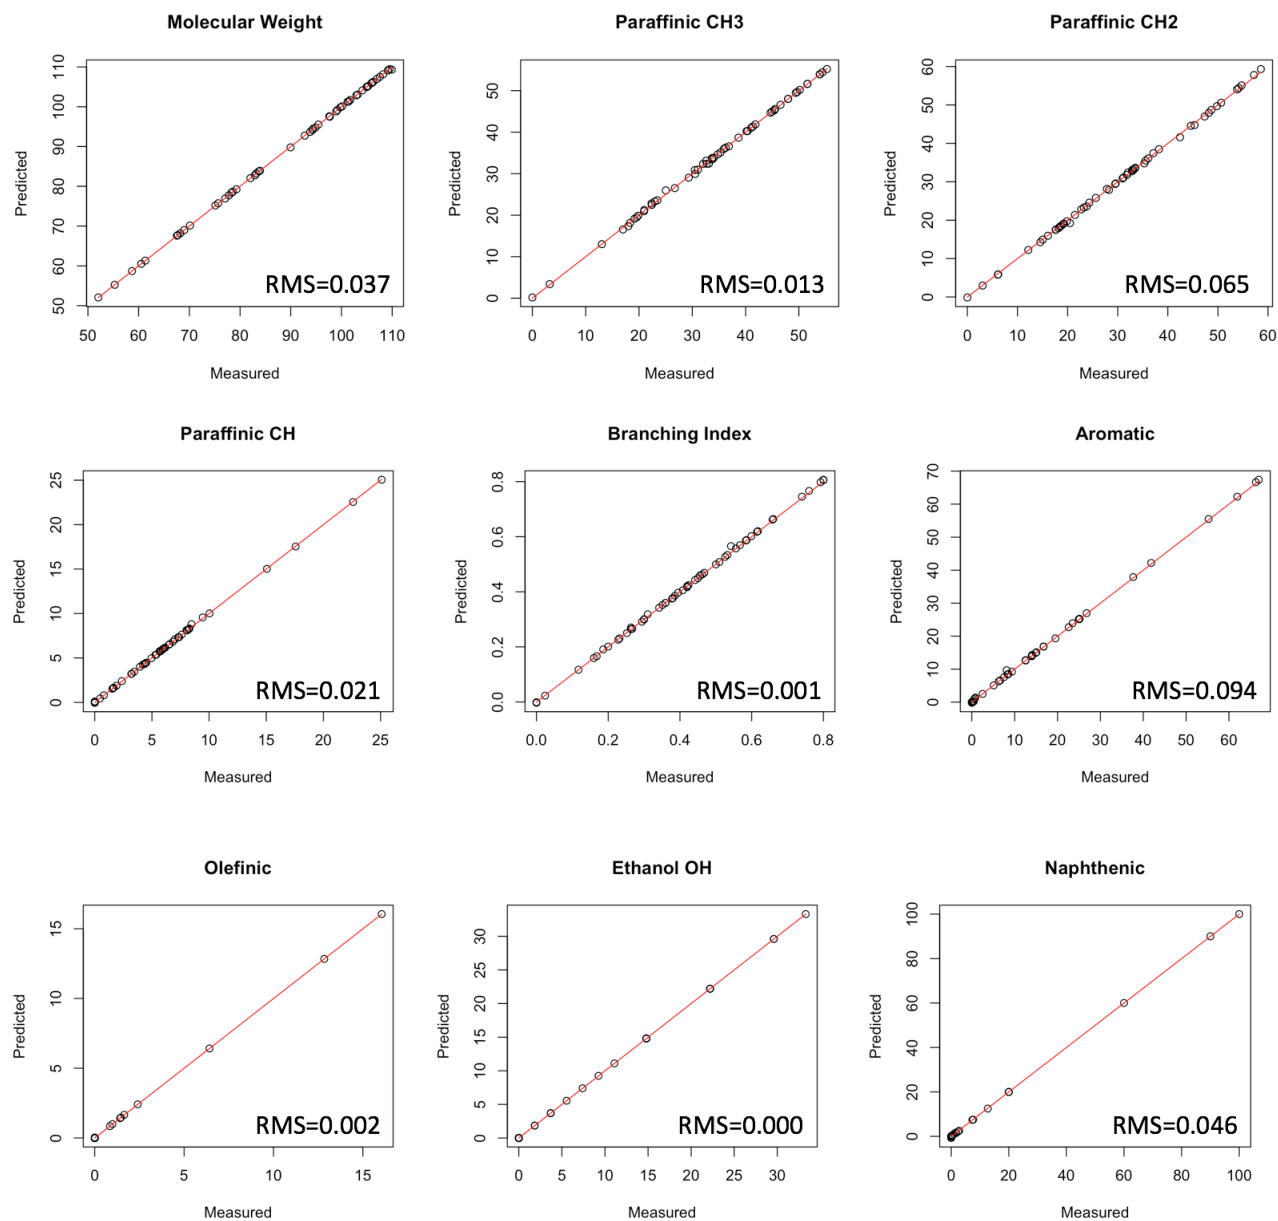 Molecular Weight
Predicted
110
100
90
80
70
60
50
RMS=0.037
50 60 70 80 90 100 110
Measured
Paraffinic CH3
Predicted
50
40
30
20
10
0
RMS=0.013
0 10 20 30 40 50
Measured
Paraffinic CH2
Predicted
60
50
40
30
20
10
0
RMS=0.065
0 10 20 30 40 50 60
Measured
Paraffinic CH
Predicted
25
20
15
10
5
0
RMS=0.021
0 5 10 15 20 25
Measured
Branching Index
Predicted
0.8
0.6
0.4
0.2
0.0
RMS=0.001
0.0 0.2 0.4 0.6 0.8
Measured
Aromatic
Predicted
70
60
50
40
30
20
10
0
RMS=0.094
0 10 20 30 40 50 60
Measured
Olefinic
Predicted
15
10
5
0
RMS=0.002
0 5 10 15
Measured
Ethanol OH
Predicted
30
25
20
15
10
5
0
RMS=0.000
0 5 10 15 20 25 30
Measured
Naphthenic
Predicted
100
80
60
40
20
0
RMS=0.046
0 20 40 60 80 100
Measured